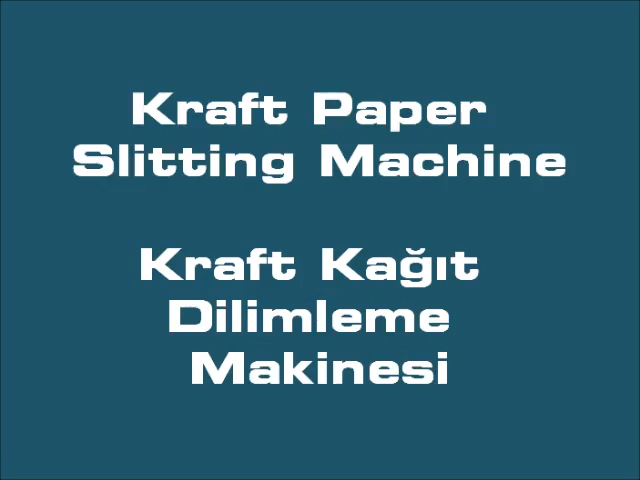 Kraft Paper
Slitting Machine
Kraft Kağıt
Dilimleme
Makinesi